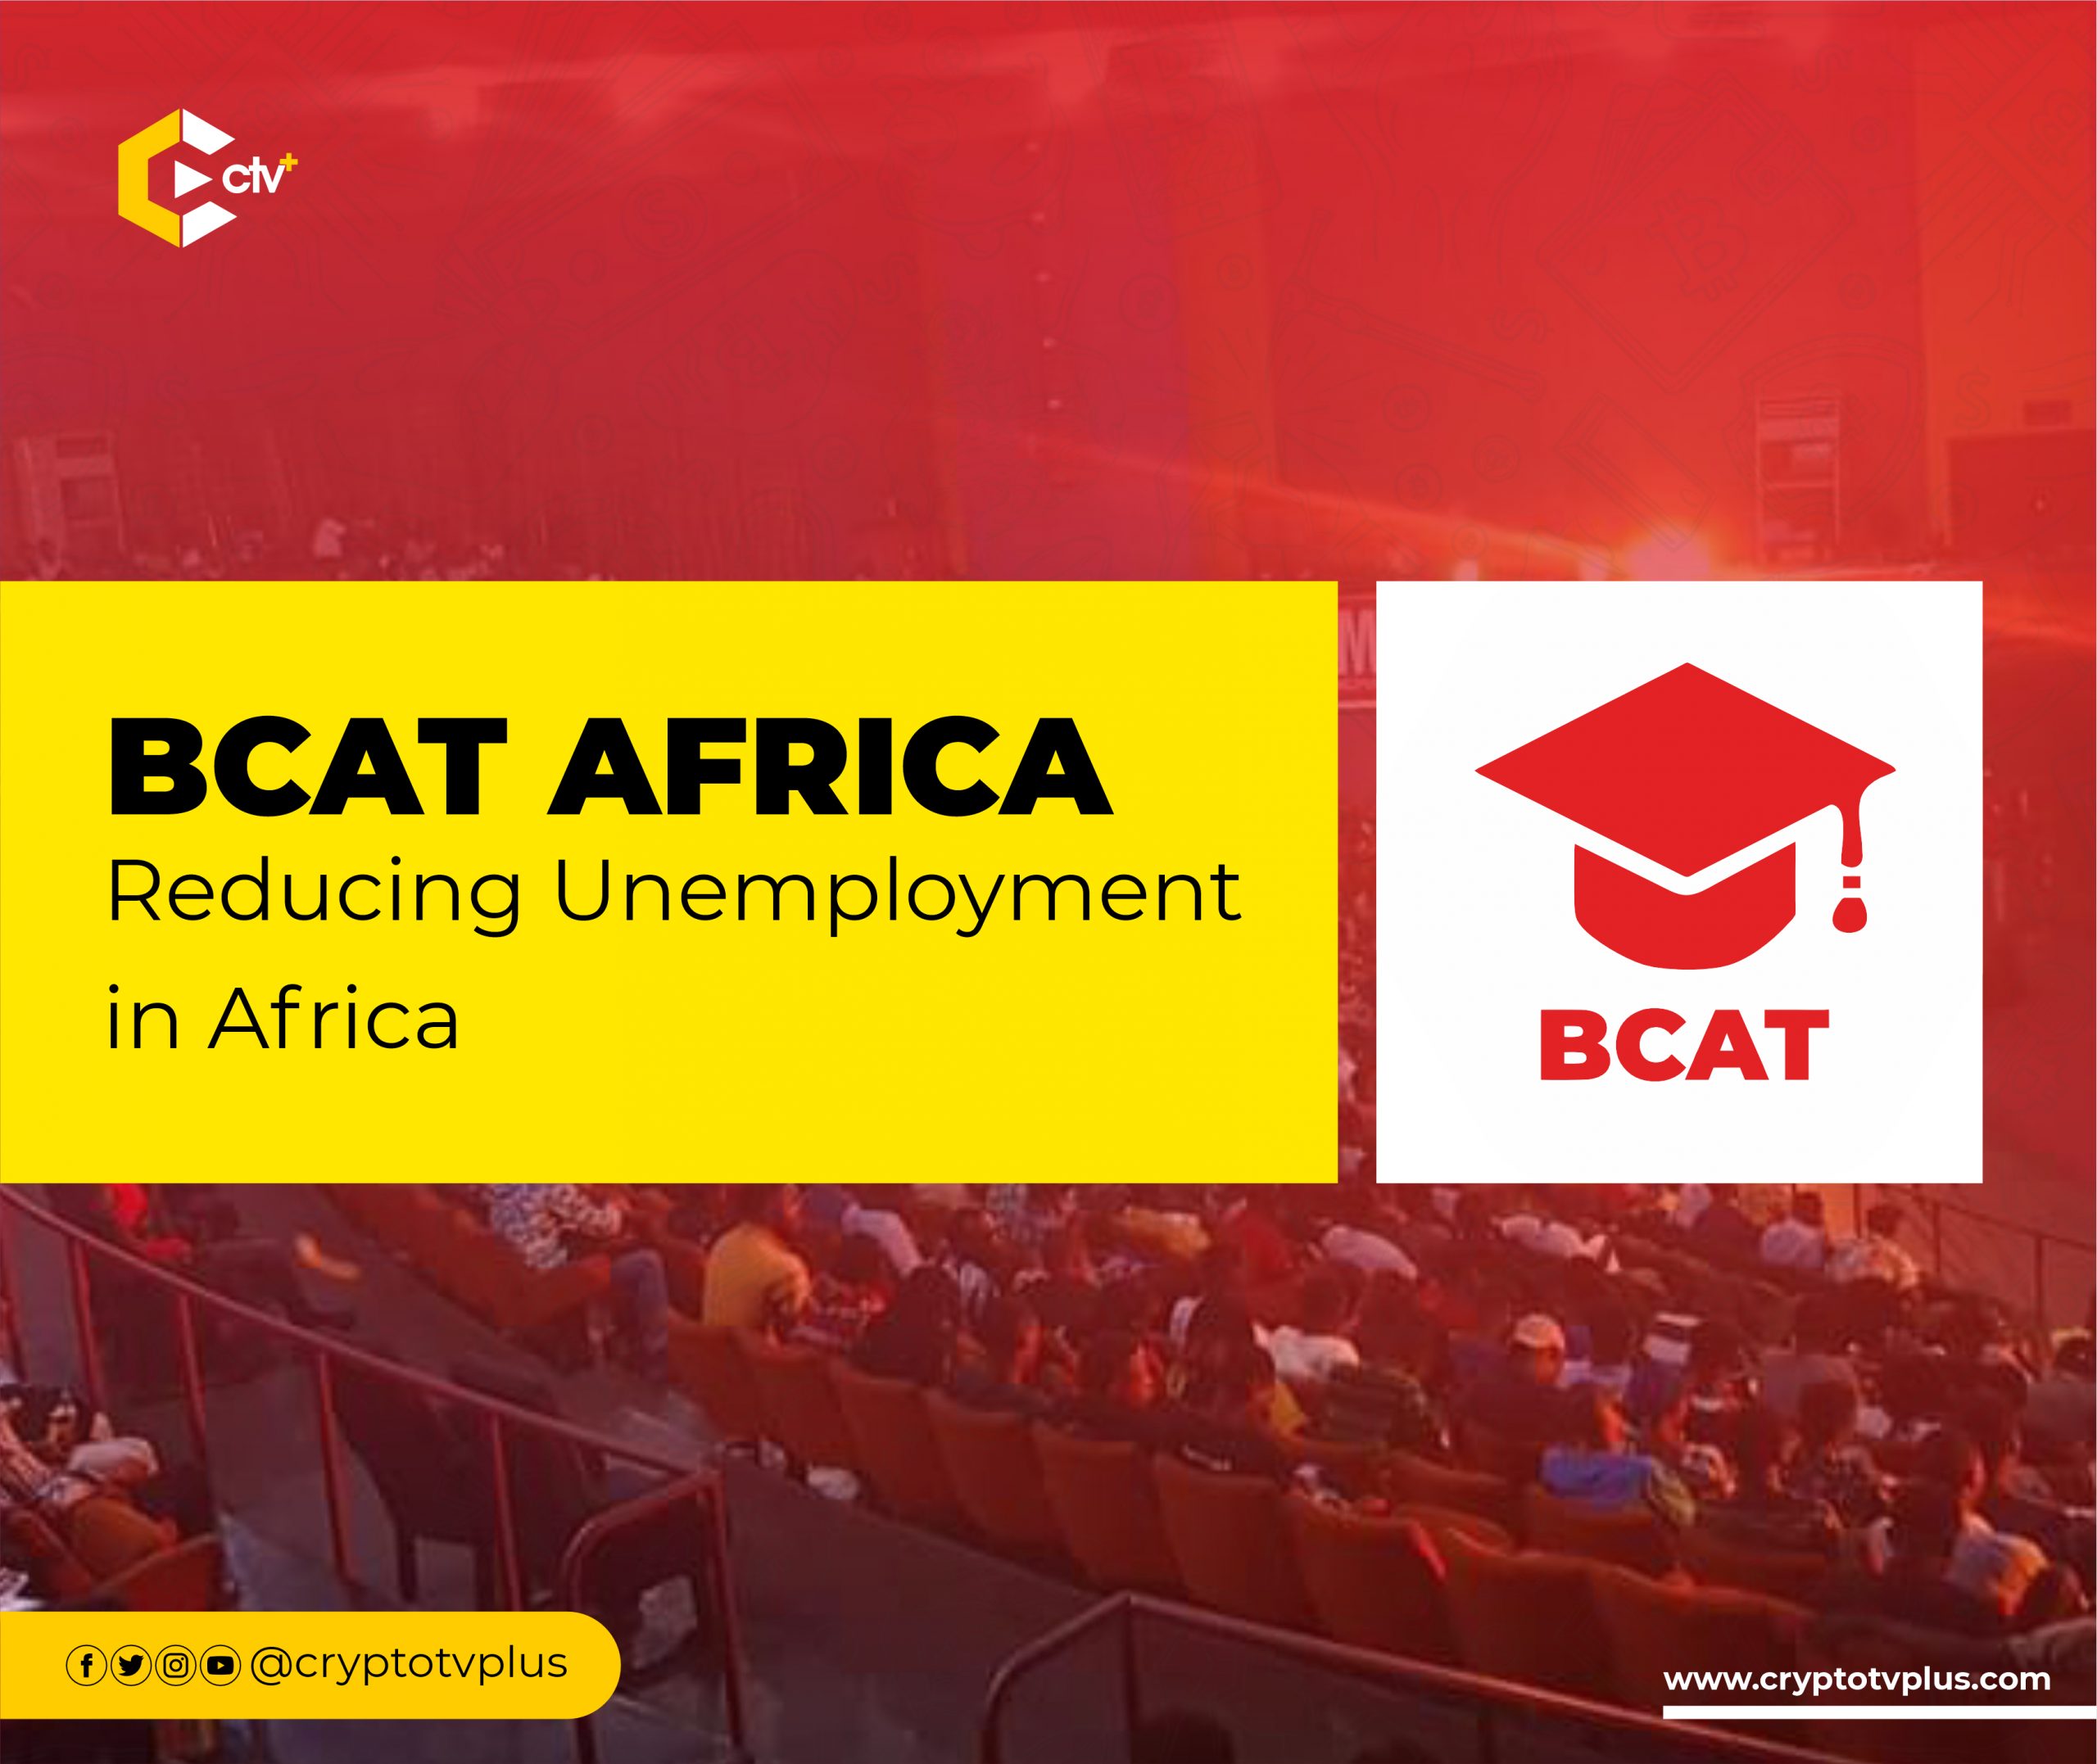 ctv+
BCAT AFRICA
Reducing Unemployment
in Africa
M
BCAT
@cryptotvplus
www.cryptotvplus.com